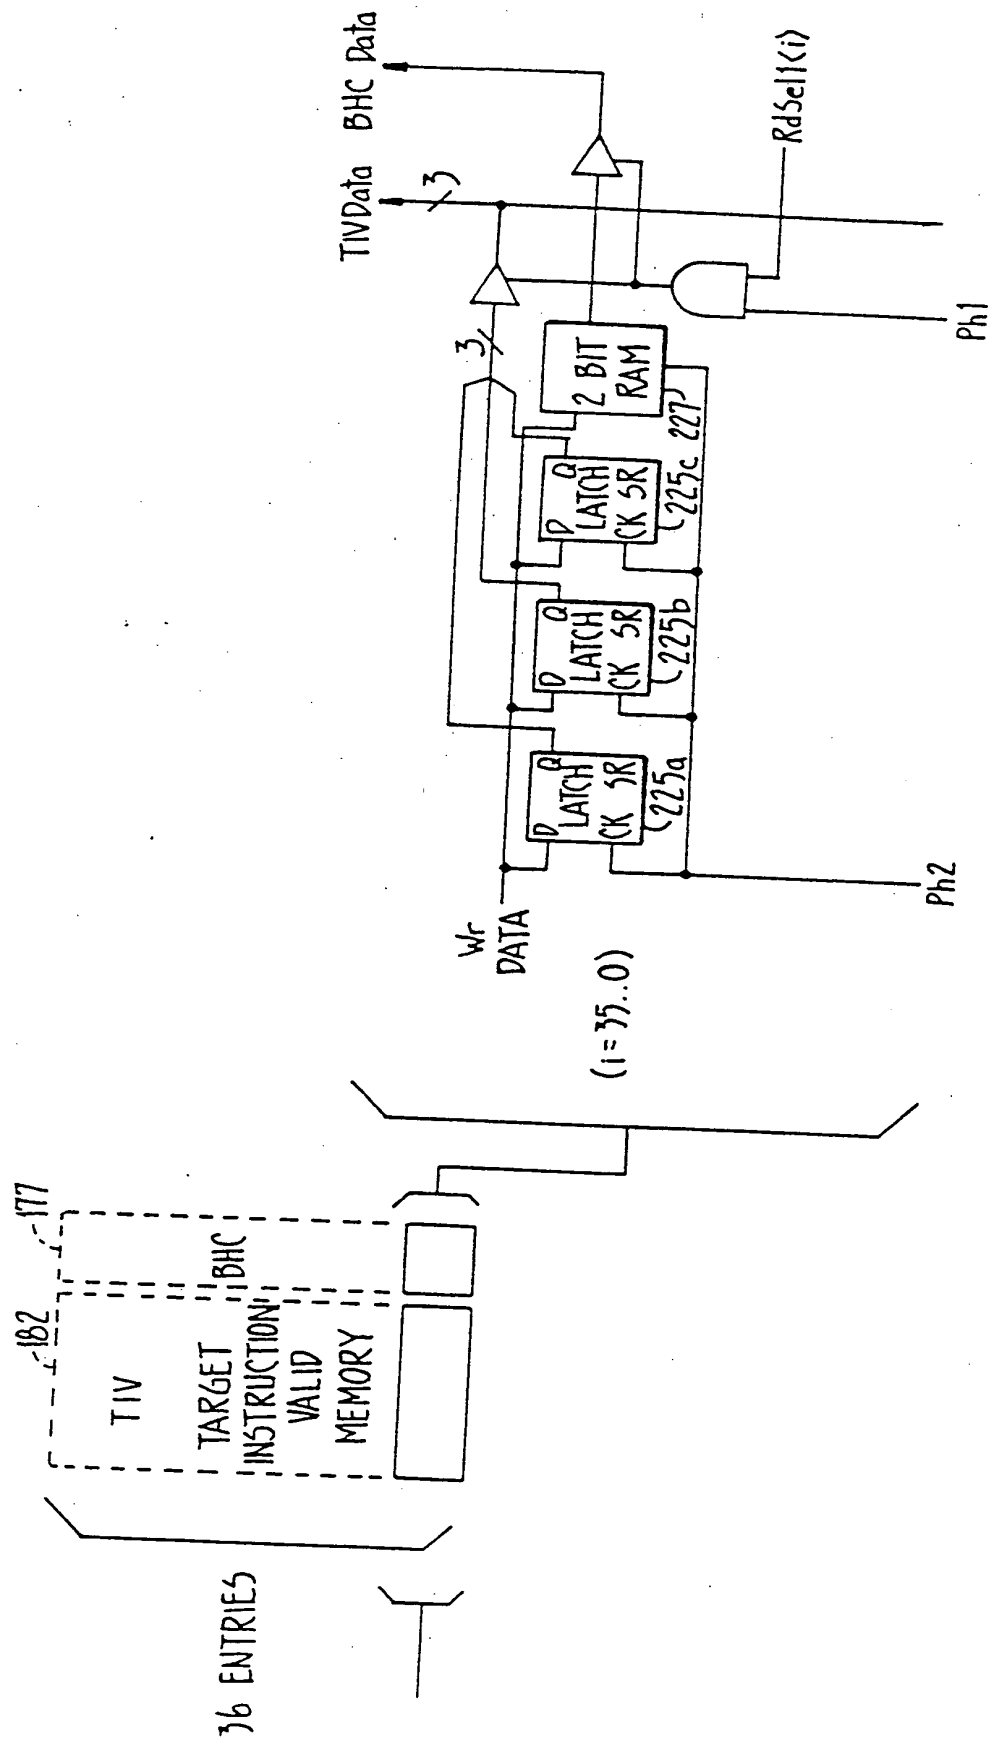 36 ENTRIES
182
177
TIV
TARGET
INSTRUCTION
VALID
MEMORY
BHC
(i=35..0)
Wr
DATA
TIVData
BHC Data
3
3
D
Q
LATCH
CK SR
225a
D
Q
LATCH
CK SR
225b
D
Q
LATCH
CK SR
225c
2 BIT
RAM
227
Ph2
Ph1
RdSel1(i)